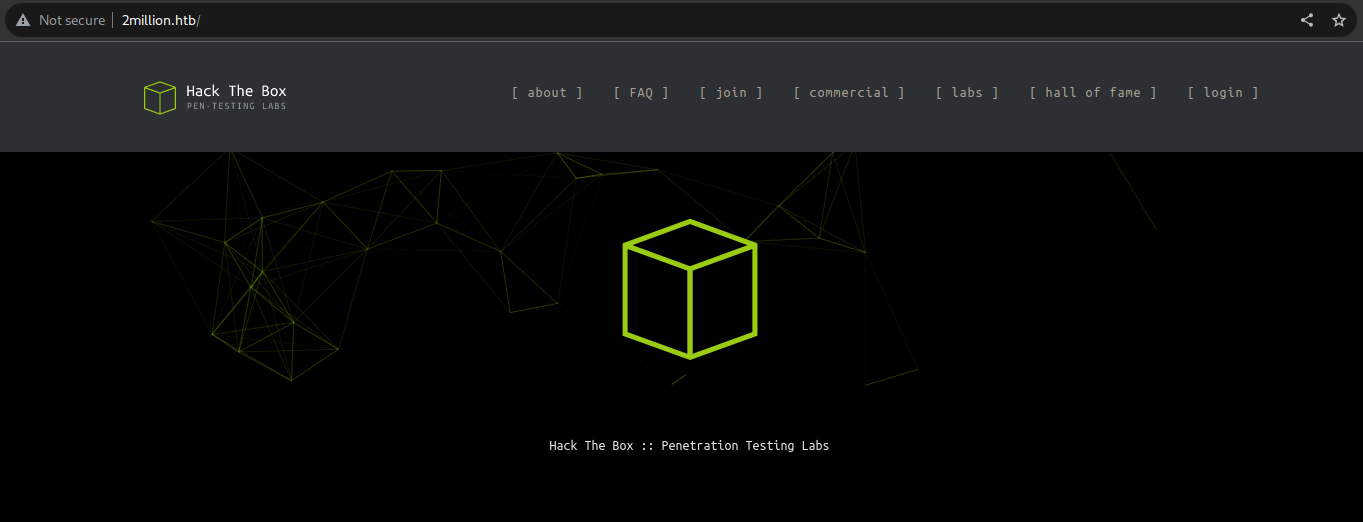 Not secure | 2million.htb/
Hack The Box
PEN-TESTING LABS
[ about ] [ FAQ ] [ join ] [ commercial ] [ labs ] [ hall of fame ] [ login ]
Hack The Box :: Penetration Testing Labs